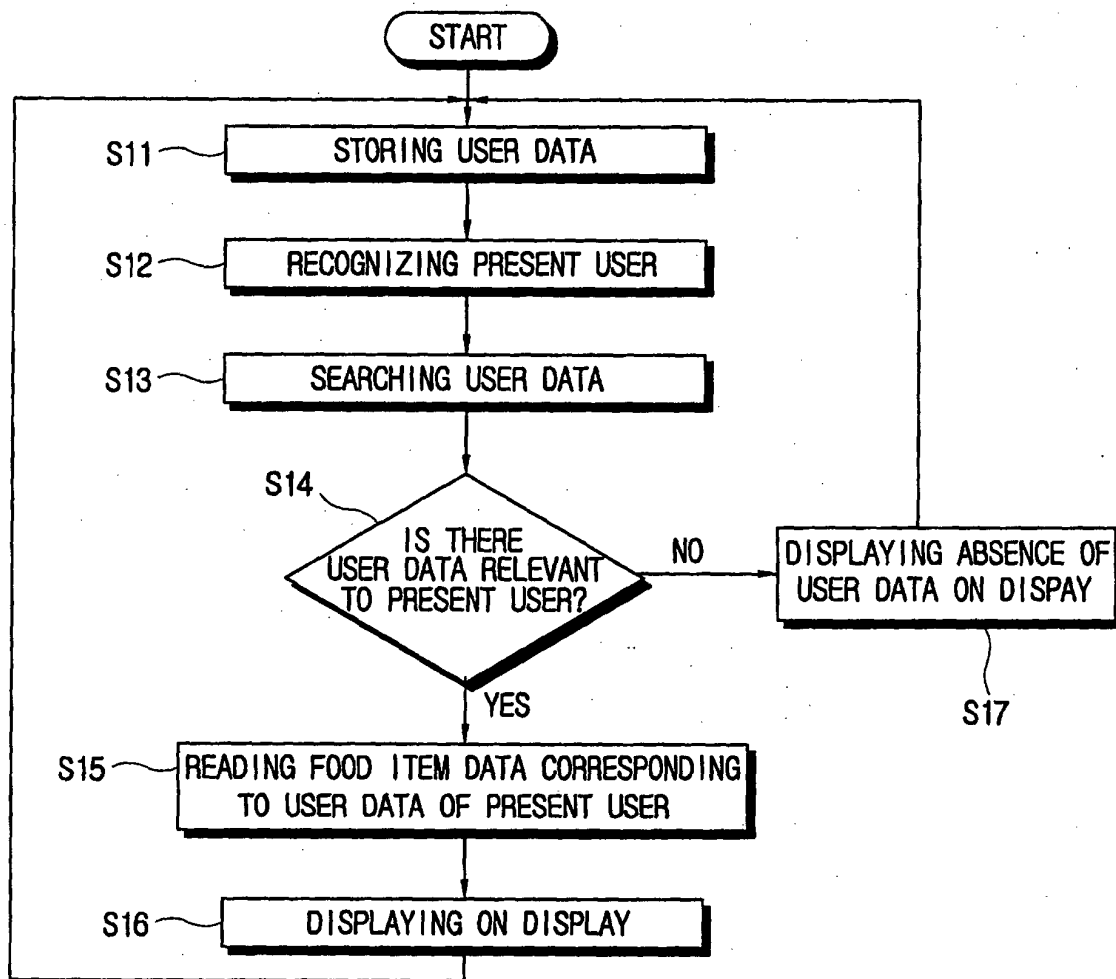 START
S11
STORING USER DATA
S12
RECOGNIZING PRESENT USER
S13
SEARCHING USER DATA
S14
IS THERE
USER DATA RELEVANT
TO PRESENT USER?
NO
DISPLAYING ABSENCE OF
USER DATA ON DISPAY
S17
YES
S15
READING FOOD ITEM DATA CORRESPONDING
TO USER DATA OF PRESENT USER
S16
DISPLAYING ON DISPLAY